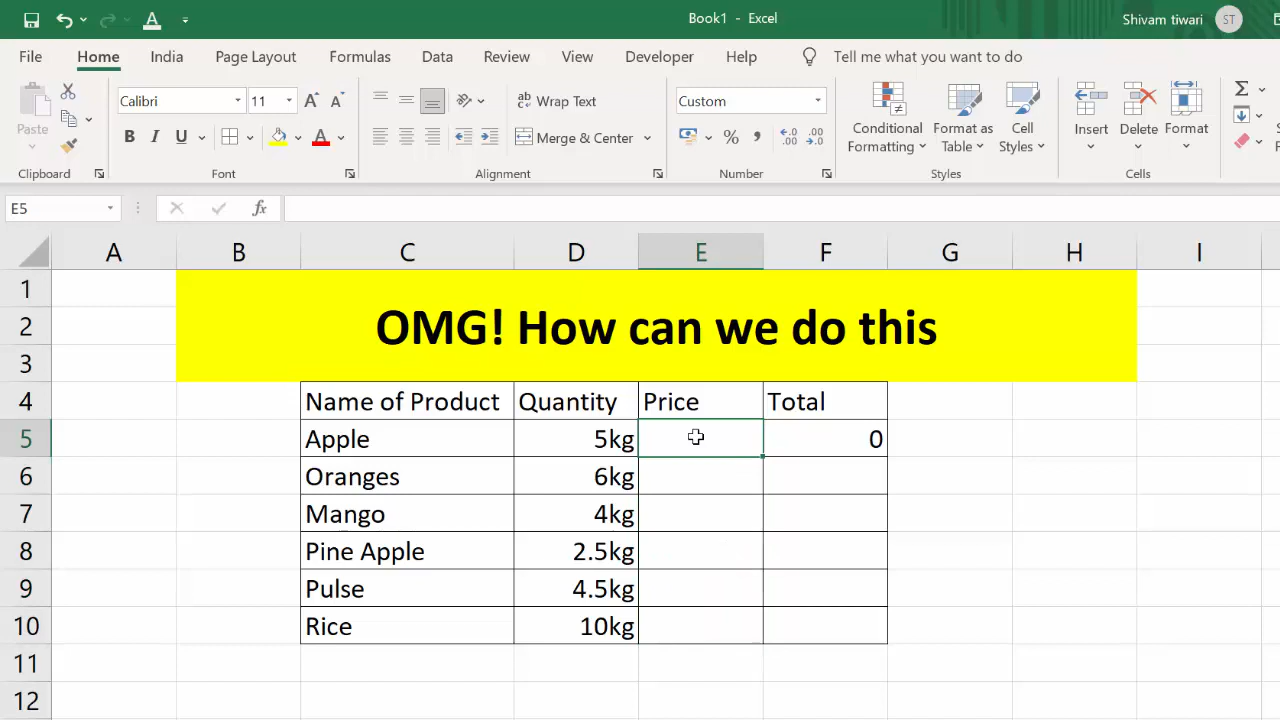 Book1 - Excel
Shivam tiwari ST
File Home India Page Layout Formulas Data Review View Developer Help Tell me what you want to do
Paste
Calibri 11
Wrap Text
Merge & Center
Custom
Conditional Formatting
Format as Table
Cell Styles
Insert
Delete
Format
Clipboard Font Alignment Number Styles Cells
E5 fx
A B C D E F G H I
1
2 OMG! How can we do this
3
4 Name of Product Quantity Price Total
5 Apple 5kg 0
6 Oranges 6kg
7 Mango 4kg
8 Pine Apple 2.5kg
9 Pulse 4.5kg
10 Rice 10kg
11
12